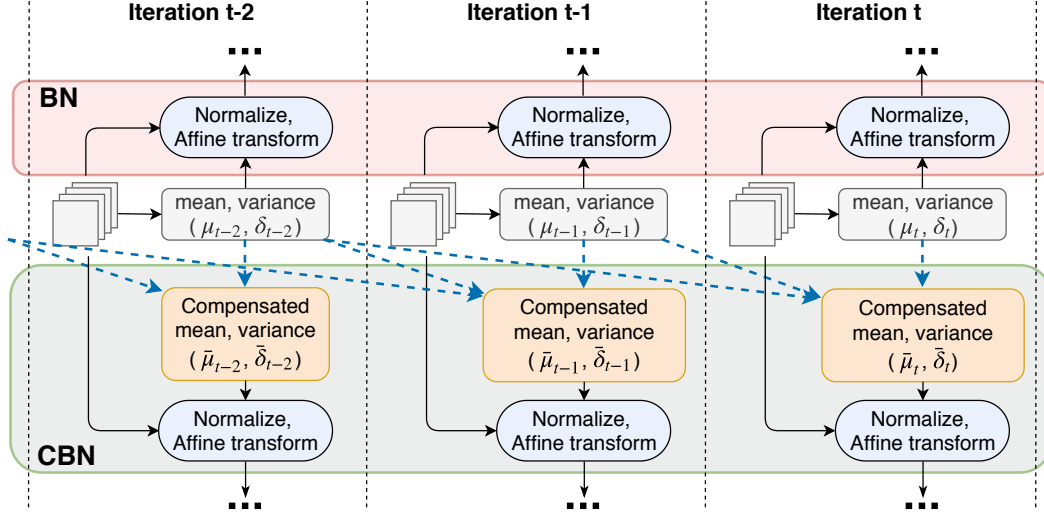 Iteration t-2 Iteration t-1 Iteration t
BN
Normalize,
Affine transform
Normalize,
Affine transform
Normalize,
Affine transform
mean, variance
( μₜ₋₂, δₜ₋₂)
mean, variance
( μₜ₋₁, δₜ₋₁)
mean, variance
( μₜ, δₜ)
Compensated
mean, variance
( μ̄ₜ₋₂, δ̄ₜ₋₂)
Compensated
mean, variance
( μ̄ₜ₋₁, δ̄ₜ₋₁)
Compensated
mean, variance
( μ̄ₜ, δ̄ₜ)
Normalize,
Affine transform
Normalize,
Affine transform
Normalize,
Affine transform
CBN